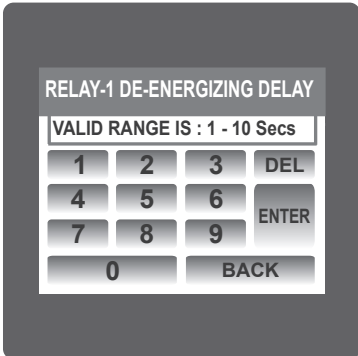 RELAY-1 DE-ENERGIZING DELAY
VALID RANGE IS : 1 - 10 Secs
1 2 3 DEL
4 5 6
ENTER
7 8 9
0 BACK